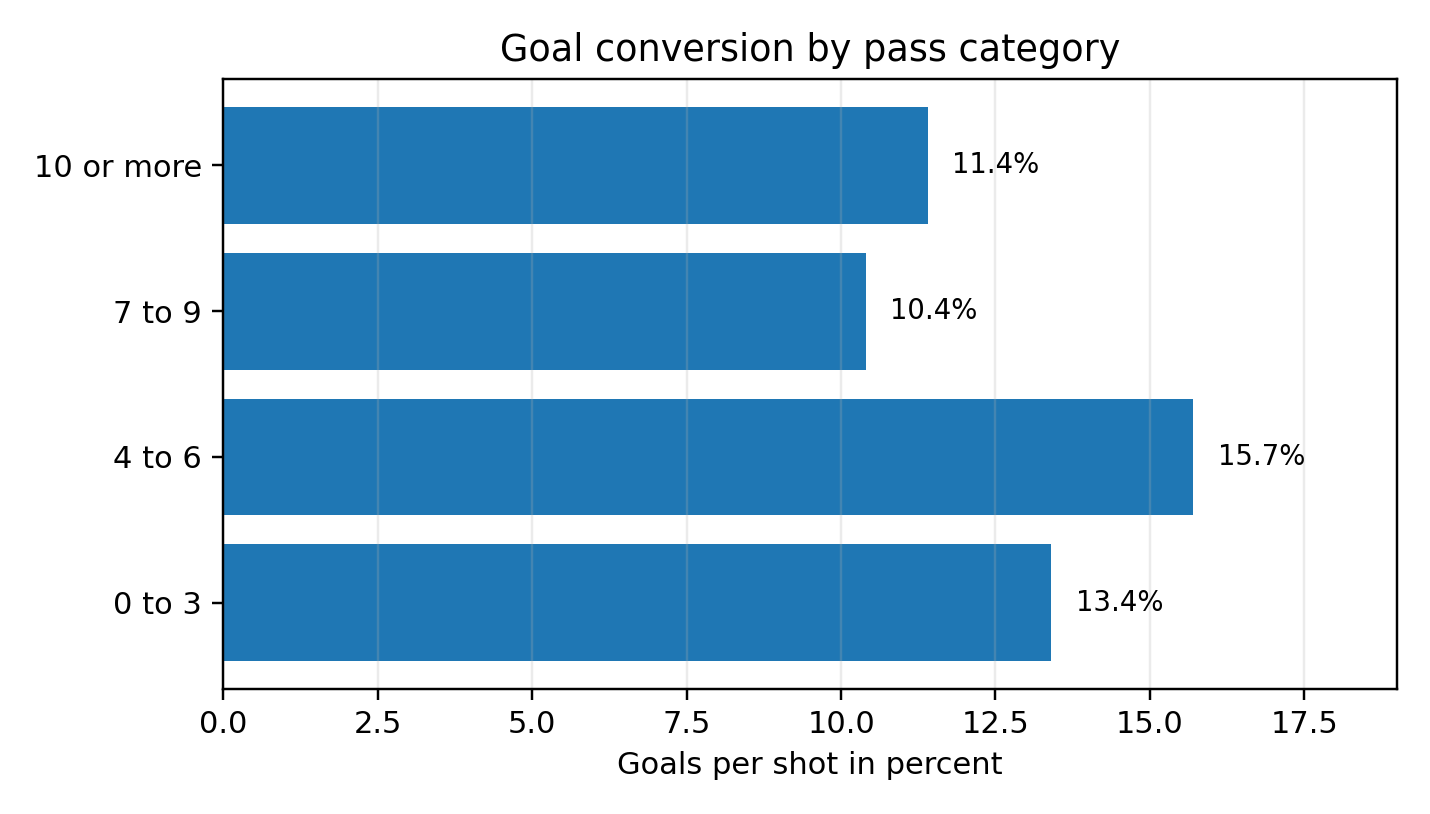 Goal conversion by pass category
10 or more
11.4%
7 to 9
10.4%
4 to 6
15.7%
0 to 3
13.4%
0.0 2.5 5.0 7.5 10.0 12.5 15.0 17.5
Goals per shot in percent